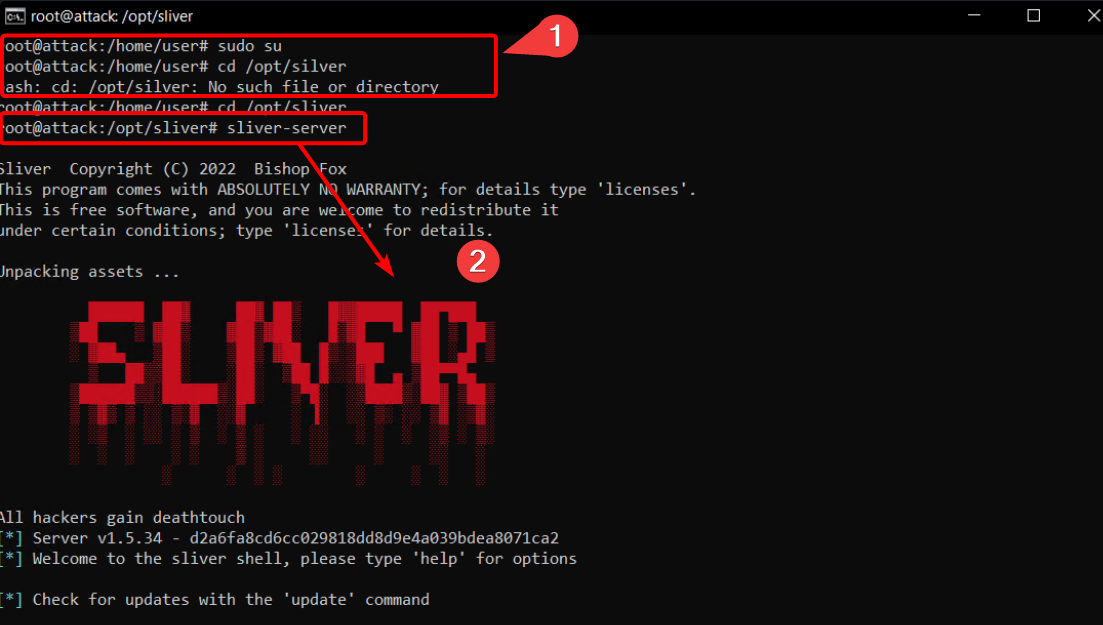 root@attack: /opt/sliver
root@attack:/home/user# sudo su
1
root@attack:/home/user# cd /opt/silver
bash: cd: /opt/silver: No such file or directory
root@attack:/home/user# cd /opt/sliver
root@attack:/opt/sliver# sliver-server
Sliver  Copyright (C) 2022  Bishop Fox
This program comes with ABSOLUTELY NO WARRANTY; for details type 'licenses'.
This is free software, and you are welcome to redistribute it
under certain conditions; type 'licenses' for details.
2
Unpacking assets ...
SLIVER
All hackers gain deathtouch
[*] Server v1.5.34 - d2a6fa8cd6cc029818dd8d9e4a039bdea8071ca2
[*] Welcome to the sliver shell, please type 'help' for options
[*] Check for updates with the 'update' command